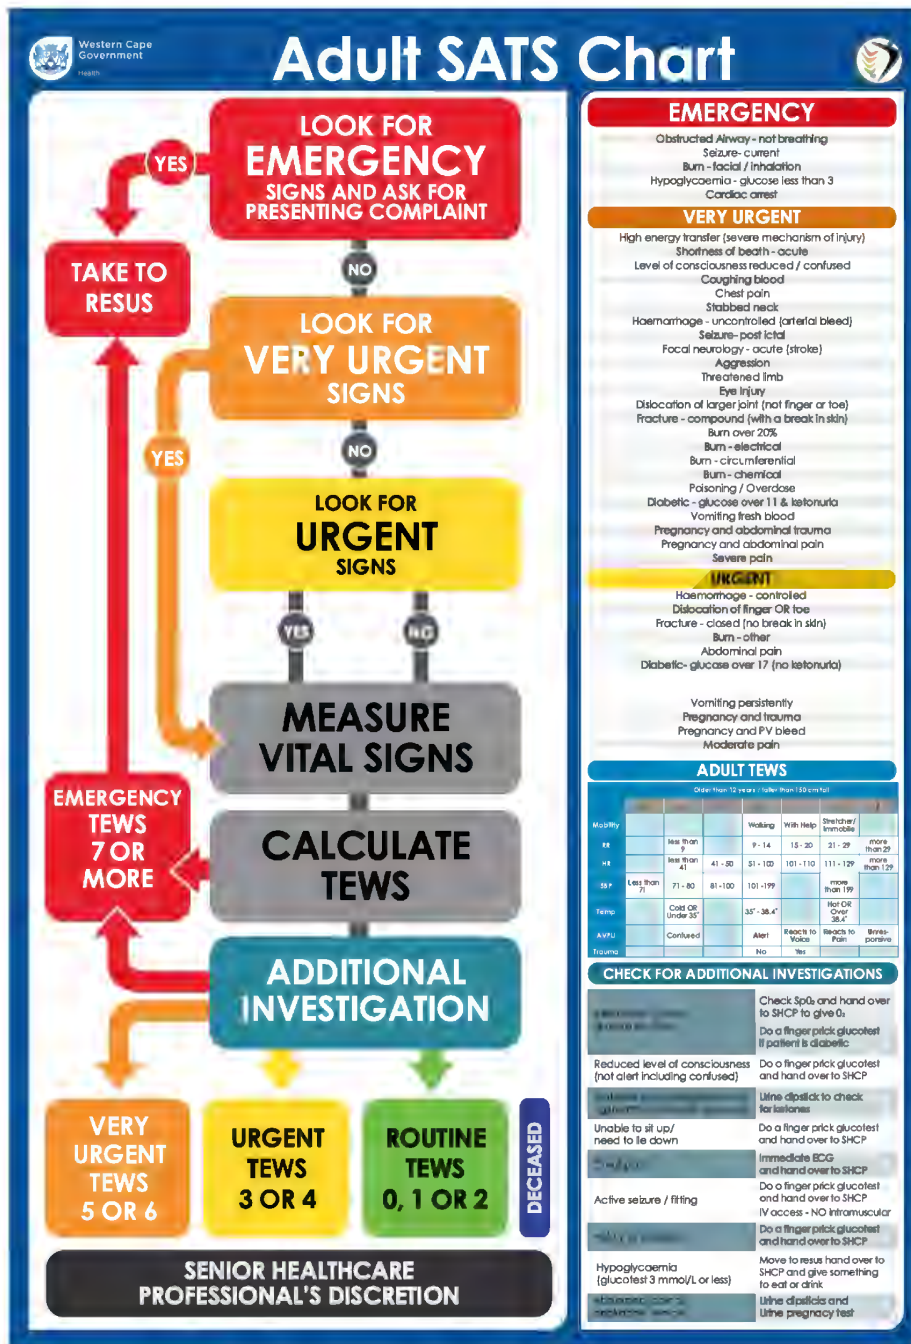 Western Cape
Government
Health
Adult SATS Chart
LOOK FOR
EMERGENCY
SIGNS AND ASK FOR
PRESENTING COMPLAINT
YES
TAKE TO
RESUS
NO
LOOK FOR
VERY URGENT
SIGNS
YES
NO
LOOK FOR
URGENT
SIGNS
YES
NO
MEASURE
VITAL SIGNS
EMERGENCY
TEWS
7 OR
MORE
CALCULATE
TEWS
ADDITIONAL
INVESTIGATION
VERY
URGENT
TEWS
5 OR 6
URGENT
TEWS
3 OR 4
ROUTINE
TEWS
0, 1 OR 2
DECEASED
SENIOR HEALTHCARE
PROFESSIONAL'S DISCRETION
EMERGENCY
Obstructed Airway - not breathing
Seizure- current
Burn - facial / inhalation
Hypoglycaemia - glucose less than 3
Cardiac arrest
VERY URGENT
High energy transfer (severe mechanism of injury)
Shortness of beath - acute
Level of consciousness reduced / confused
Coughing blood
Chest pain
Stabbed neck
Haemorrhage - uncontrolled (arterial bleed)
Seizure- post ictal
Focal neurology - acute (stroke)
Aggression
Threatened limb
Eye Injury
Dislocation of larger joint (not finger or toe)
Fracture - compound (with a break in skin)
Burn over 20%
Burn - electrical
Burn - circumferential
Burn - chemical
Poisoning / Overdose
Diabetic - glucose over 11 & ketonuria
Vomiting fresh blood
Pregnancy and abdominal trauma
Pregnancy and abdominal pain
Severe pain
URGENT
Haemorrhage - controlled
Dislocation of finger OR toe
Fracture - closed (no break in skin)
Burn - other
Abdominal pain
Diabetic- glucose over 17 (no ketonuria)
Vomiting persistently
Pregnancy and trauma
Pregnancy and PV bleed
Moderate pain
ADULT TEWS
Older than 12 years / taller than 150 cm tall
Mobility Walking With Help Stretcher/ Immobile
RR less than 9 9 - 14 15 - 20 21 - 29 more than 29
HR less than 41 41 - 50 51 - 100 101 - 110 111 - 129 more than 129
SBP Less than 71 71 - 80 81 -100 101 -199 more than 199
Temp Cold OR Under 35° 35° - 38.4° Hot OR Over 38.4°
AVPU Confused Alert Reacts to Voice Reacts to Pain Unres- ponsive
Trauma No Yes
CHECK FOR ADDITIONAL INVESTIGATIONS
Check SpO₂ and hand over
to SHCP to give O₂
Do a finger prick glucotest
if patient is diabetic
Reduced level of consciousness
(not alert including confused)
Do a finger prick glucotest
and hand over to SHCP
Urine dipstick to check
for ketones
Unable to sit up/
need to lie down
Do a finger prick glucotest
and hand over to SHCP
Immediate ECG
and hand over to SHCP
Active seizure / fitting
Do a finger prick glucotest
and hand over to SHCP
IV access - NO intramuscular
Do a finger prick glucotest
and hand over to SHCP
Hypoglycaemia
(glucotest 3 mmol/L or less)
Move to resus hand over to
SHCP and give something
to eat or drink
Urine dipsticks and
Urine pregnancy test